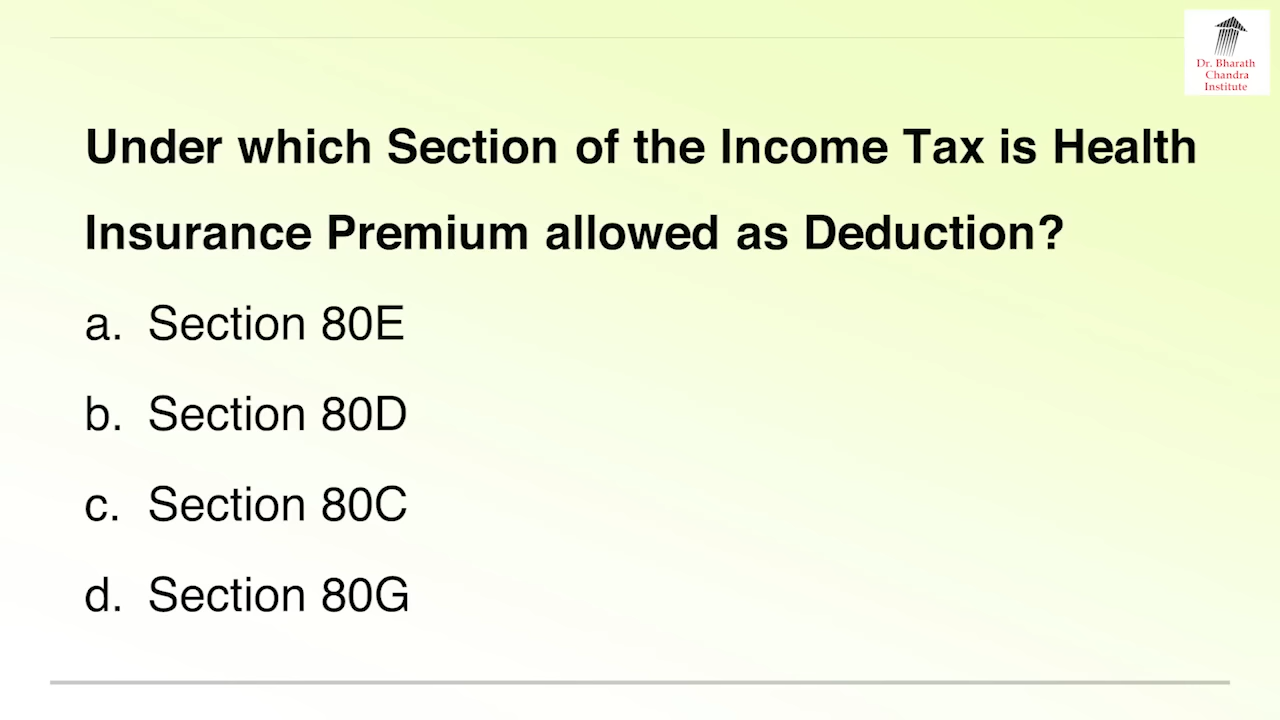 Dr. Bharath
Chandra
Institute
Under which Section of the Income Tax is Health
Insurance Premium allowed as Deduction?
a. Section 80E
b. Section 80D
c. Section 80C
d. Section 80G